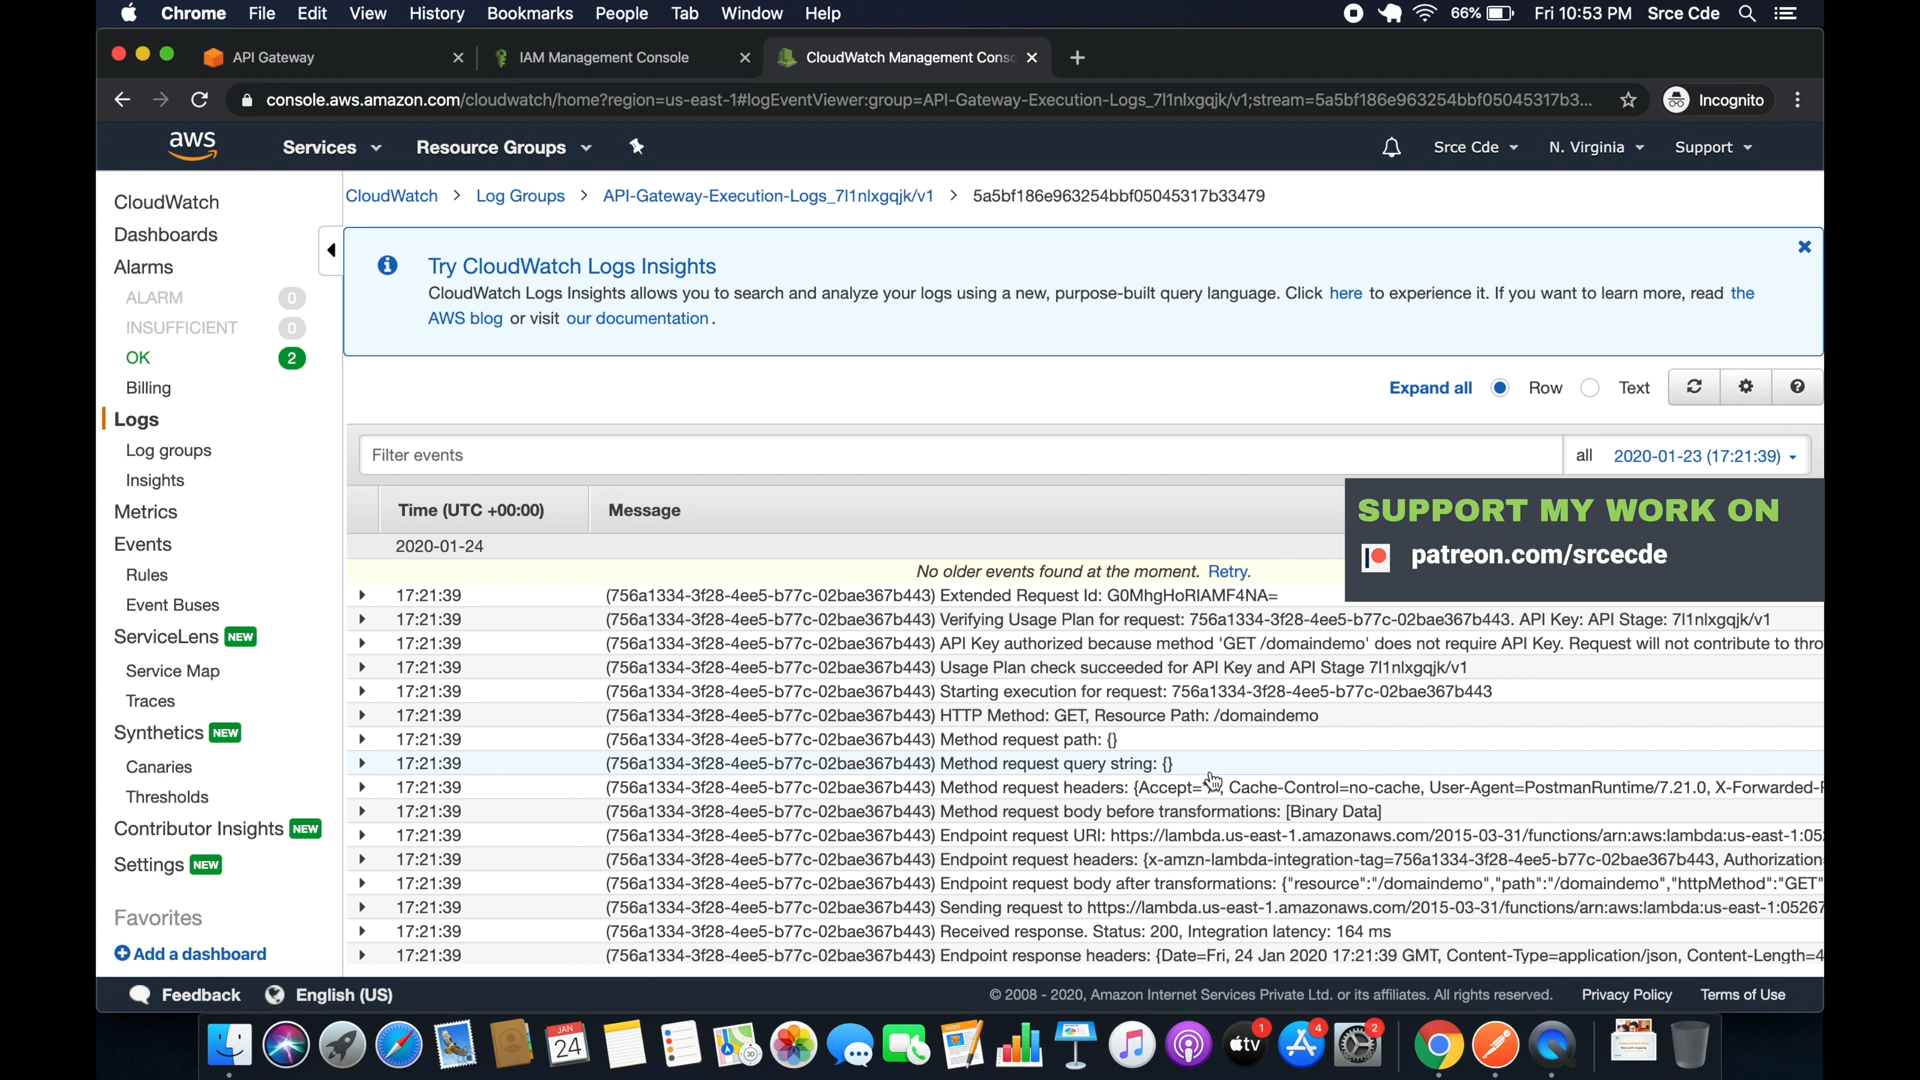 Chrome File Edit View History Bookmarks People Tab Window Help 66% Fri 10:53 PM Srce Cde
API Gateway IAM Management Console CloudWatch Management Conso
console.aws.amazon.com/cloudwatch/home?region=us-east-1#logEventViewer:group=API-Gateway-Execution-Logs_7l1nlxgqjk/v1;stream=5a5bf186e963254bbf05045317b3... Incognito
aws Services Resource Groups Srce Cde N. Virginia Support
CloudWatch
Dashboards
Alarms
ALARM 0
INSUFFICIENT 0
OK 2
Billing
Logs
Log groups
Insights
Metrics
Events
Rules
Event Buses
ServiceLens NEW
Service Map
Traces
Synthetics NEW
Canaries
Thresholds
Contributor Insights NEW
Settings NEW
Favorites
Add a dashboard
CloudWatch > Log Groups > API-Gateway-Execution-Logs_7l1nlxgqjk/v1 > 5a5bf186e963254bbf05045317b33479
Try CloudWatch Logs Insights
CloudWatch Logs Insights allows you to search and analyze your logs using a new, purpose-built query language. Click here to experience it. If you want to learn more, read the
AWS blog or visit our documentation.
Expand all Row Text
Filter events all 2020-01-23 (17:21:39)
Time (UTC +00:00) Message
SUPPORT MY WORK ON
patreon.com/srcecde
2020-01-24
No older events found at the moment. Retry.
17:21:39 (756a1334-3f28-4ee5-b77c-02bae367b443) Extended Request Id: G0MhgHoRIAMF4NA=
17:21:39 (756a1334-3f28-4ee5-b77c-02bae367b443) Verifying Usage Plan for request: 756a1334-3f28-4ee5-b77c-02bae367b443. API Key: API Stage: 7l1nlxgqjk/v1
17:21:39 (756a1334-3f28-4ee5-b77c-02bae367b443) API Key authorized because method 'GET /domaindemo' does not require API Key. Request will not contribute to thro
17:21:39 (756a1334-3f28-4ee5-b77c-02bae367b443) Usage Plan check succeeded for API Key and API Stage 7l1nlxgqjk/v1
17:21:39 (756a1334-3f28-4ee5-b77c-02bae367b443) Starting execution for request: 756a1334-3f28-4ee5-b77c-02bae367b443
17:21:39 (756a1334-3f28-4ee5-b77c-02bae367b443) HTTP Method: GET, Resource Path: /domaindemo
17:21:39 (756a1334-3f28-4ee5-b77c-02bae367b443) Method request path: {}
17:21:39 (756a1334-3f28-4ee5-b77c-02bae367b443) Method request query string: {}
17:21:39 (756a1334-3f28-4ee5-b77c-02bae367b443) Method request headers: {Accept= Cache-Control=no-cache, User-Agent=PostmanRuntime/7.21.0, X-Forwarded-F
17:21:39 (756a1334-3f28-4ee5-b77c-02bae367b443) Method request body before transformations: [Binary Data]
17:21:39 (756a1334-3f28-4ee5-b77c-02bae367b443) Endpoint request URI: https://lambda.us-east-1.amazonaws.com/2015-03-31/functions/arn:aws:lambda:us-east-1:05
17:21:39 (756a1334-3f28-4ee5-b77c-02bae367b443) Endpoint request headers: {x-amzn-lambda-integration-tag=756a1334-3f28-4ee5-b77c-02bae367b443, Authorization
17:21:39 (756a1334-3f28-4ee5-b77c-02bae367b443) Endpoint request body after transformations: {"resource":"/domaindemo","path":"/domaindemo","httpMethod":"GET"
17:21:39 (756a1334-3f28-4ee5-b77c-02bae367b443) Sending request to https://lambda.us-east-1.amazonaws.com/2015-03-31/functions/arn:aws:lambda:us-east-1:05267
17:21:39 (756a1334-3f28-4ee5-b77c-02bae367b443) Received response. Status: 200, Integration latency: 164 ms
17:21:39 (756a1334-3f28-4ee5-b77c-02bae367b443) Endpoint response headers: {Date=Fri, 24 Jan 2020 17:21:39 GMT, Content-Type=application/json, Content-Length=4
Feedback English (US) © 2008 - 2020, Amazon Internet Services Private Ltd. or its affiliates. All rights reserved. Privacy Policy Terms of Use
JAN
24
tv 1 4 2